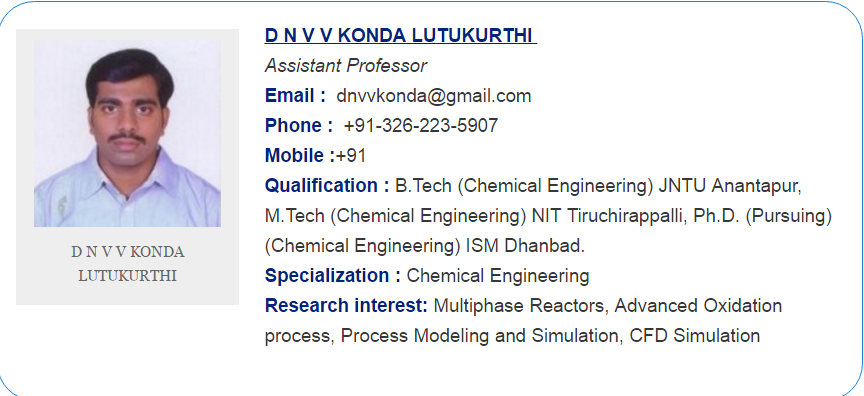 D N V V KONDA LUTUKURTHI
Assistant Professor
Email : dnvvkonda@gmail.com
Phone : +91-326-223-5907
Mobile :+91
Qualification : B.Tech (Chemical Engineering) JNTU Anantapur,
M.Tech (Chemical Engineering) NIT Tiruchirappalli, Ph.D. (Pursuing)
(Chemical Engineering) ISM Dhanbad.
Specialization : Chemical Engineering
Research interest: Multiphase Reactors, Advanced Oxidation
process, Process Modeling and Simulation, CFD Simulation
D N V V KONDA
LUTUKURTHI